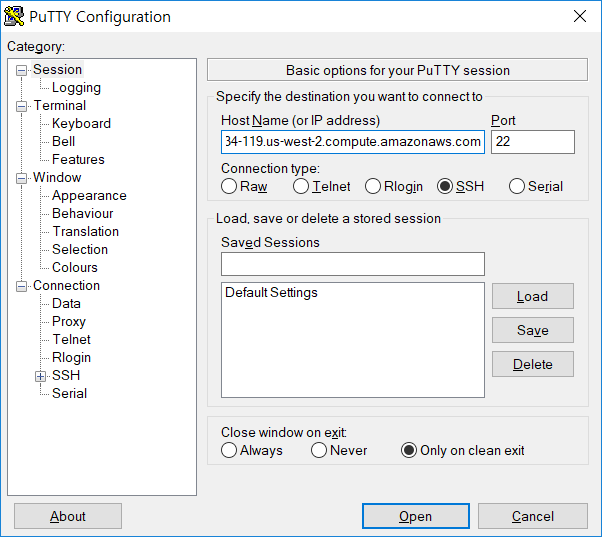 PuTTY Configuration
Category:
Session
Logging
Terminal
Keyboard
Bell
Features
Window
Appearance
Behaviour
Translation
Selection
Colours
Connection
Data
Proxy
Telnet
Rlogin
SSH
Serial
Basic options for your PuTTY session
Specify the destination you want to connect to
Host Name (or IP address) Port
34-119.us-west-2.compute.amazonaws.com 22
Connection type:
Raw Telnet Rlogin SSH Serial
Load, save or delete a stored session
Saved Sessions
Default Settings
Load
Save
Delete
Close window on exit:
Always Never Only on clean exit
About Open Cancel